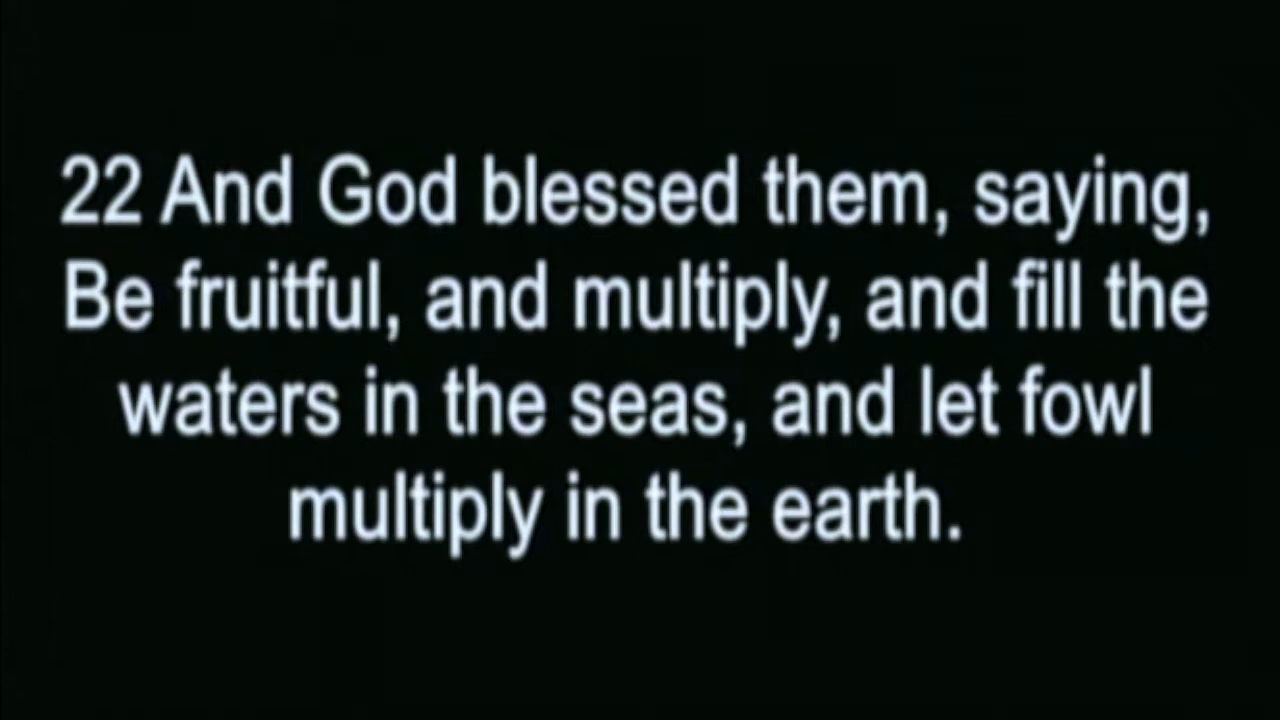 22 And God blessed them, saying,
Be fruitful, and multiply, and fill the
waters in the seas, and let fowl
multiply in the earth.